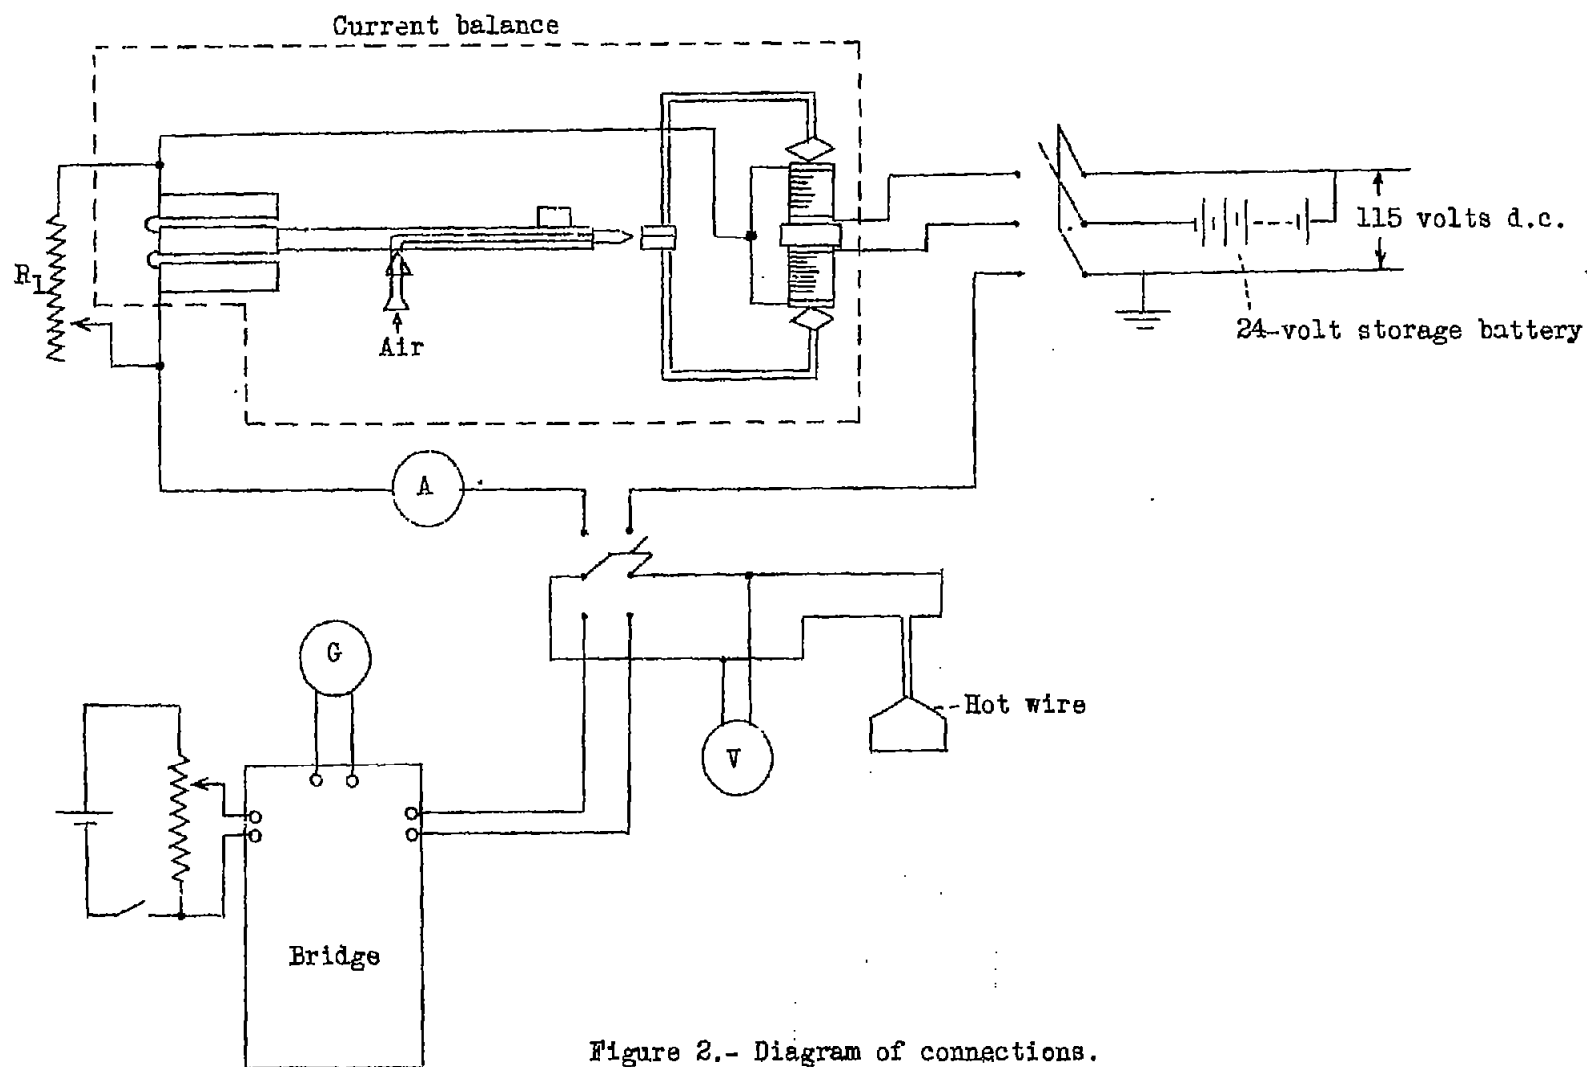 Current balance
R1
Air
115 volts d.c.
24-volt storage battery
A
G
V
Hot wire
Bridge
Figure 2.- Diagram of connections.